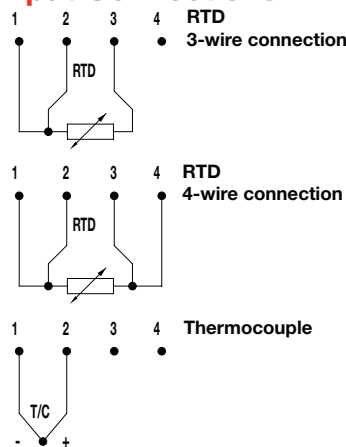 1 2 3 4 RTD
3-wire connection
RTD
1 2 3 4 RTD
4-wire connection
RTD
1 2 3 4 Thermocouple
T/C
- +